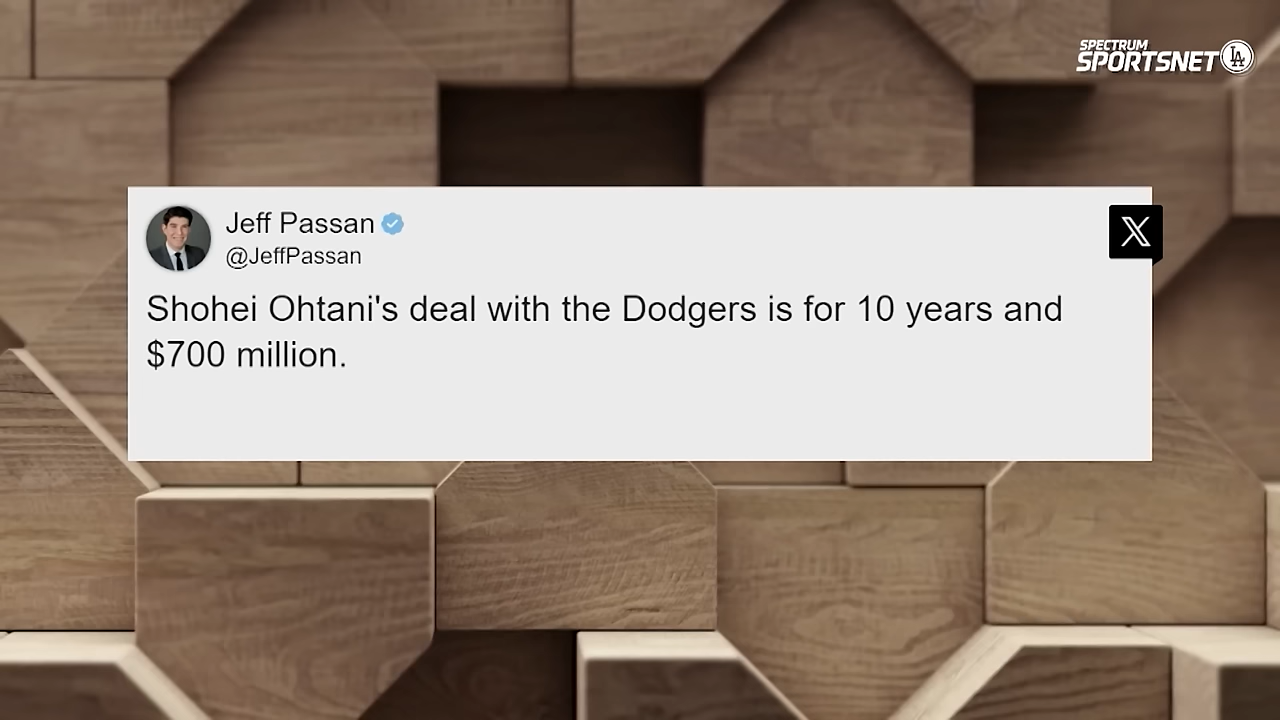 SPECTRUM
SPORTSNET LA
Jeff Passan
@JeffPassan
X
Shohei Ohtani's deal with the Dodgers is for 10 years and
$700 million.